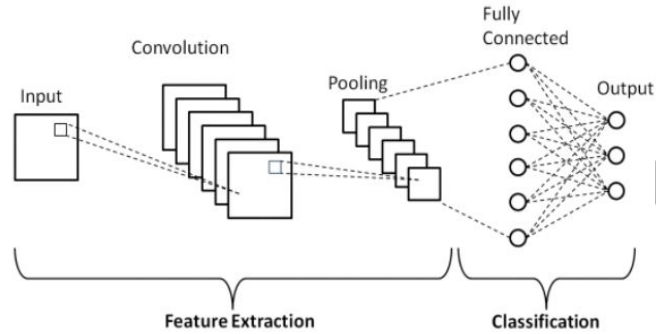 Fully
Connected
Convolution
Pooling
Output
Input
Feature Extraction
Classification